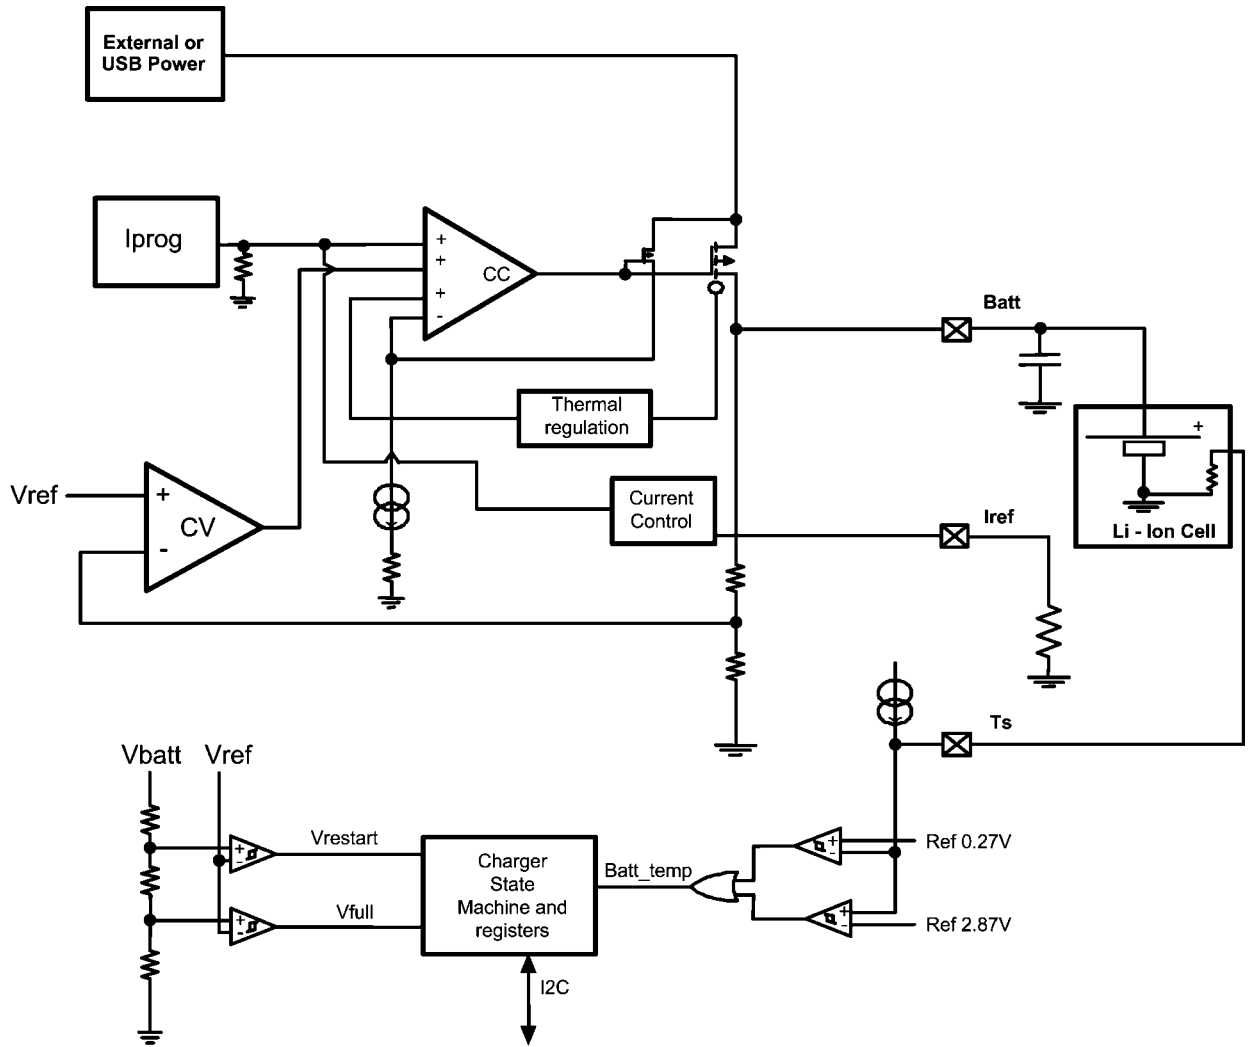 External or
USB Power
Iprog
+
+
CC
+
-
Batt
Thermal
regulation
+
Vref
+
CV
-
Current
Control
Iref
Li - Ion Cell
Ts
Vbatt
Vref
+
-
Vrestart
Charger
State
Machine and
registers
Batt_temp
+
-
Ref 0.27V
+
-
Vfull
+
-
Ref 2.87V
I2C